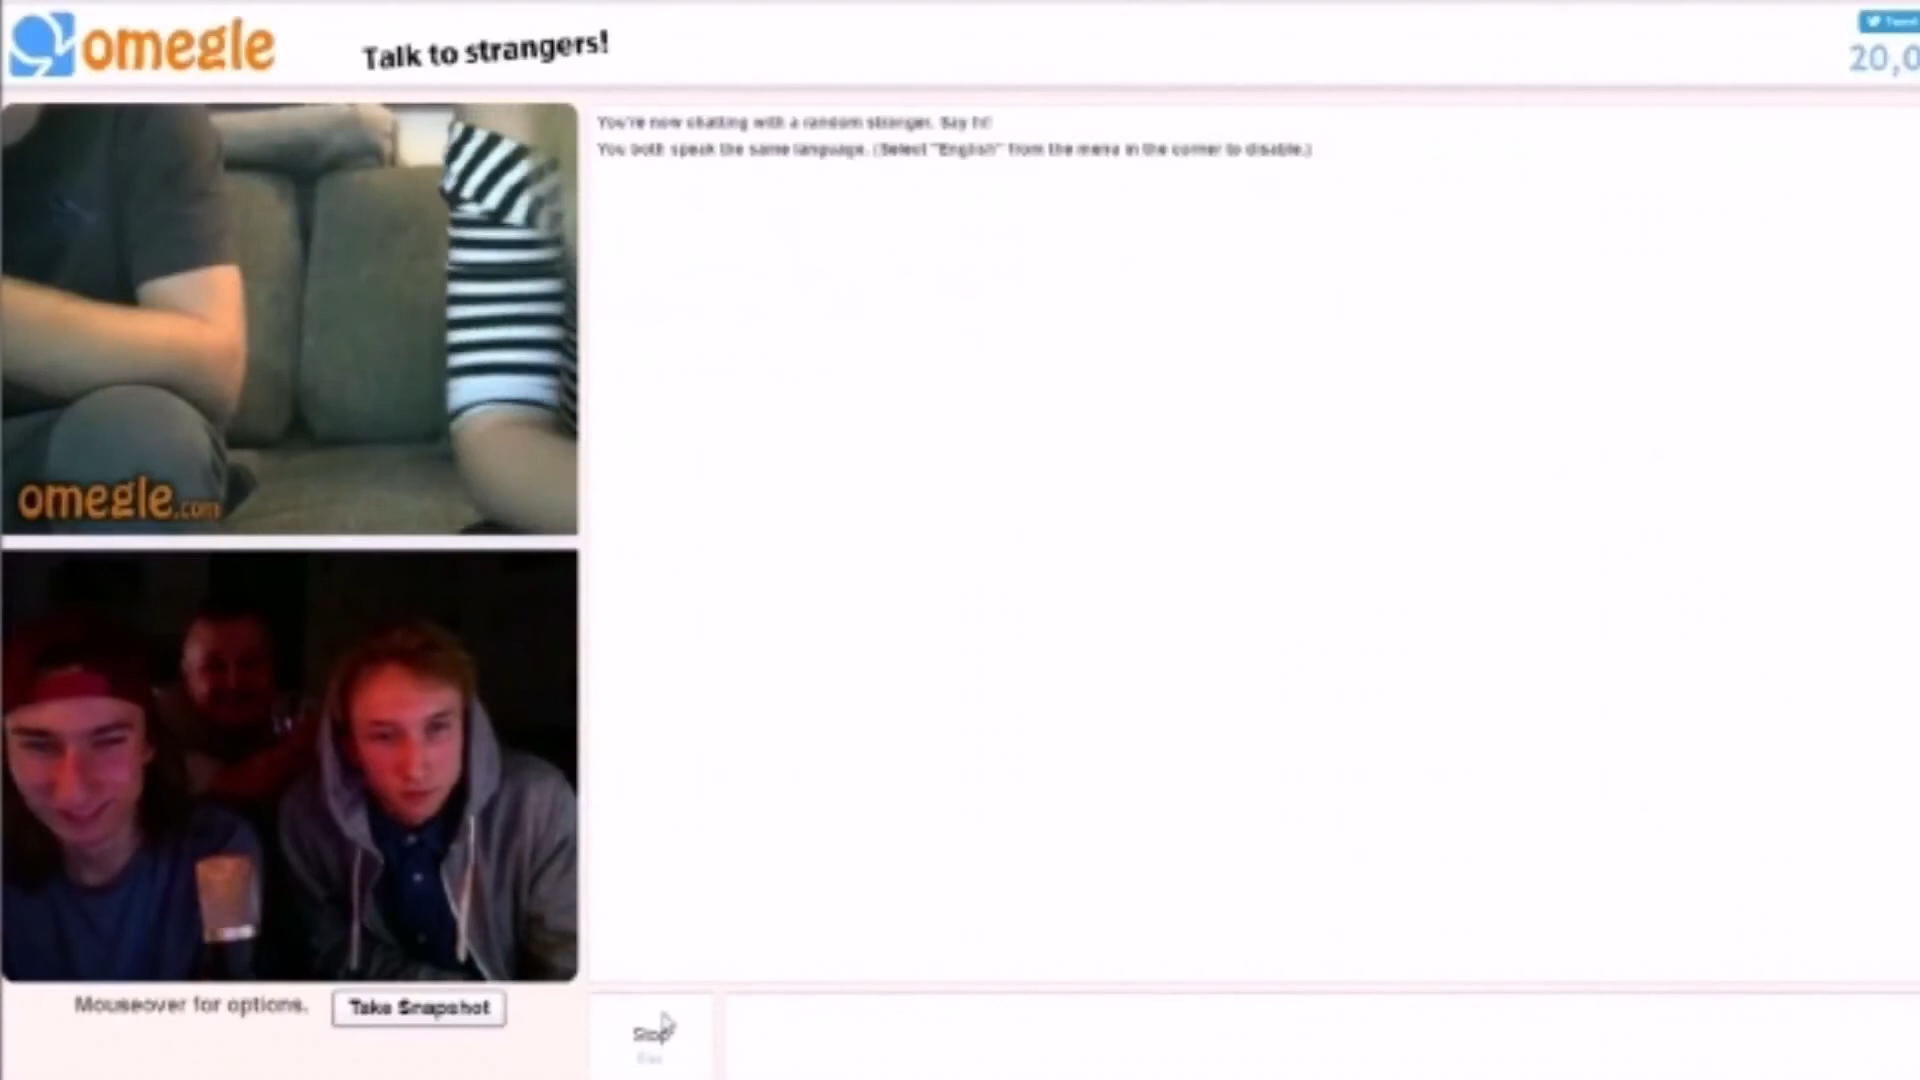 omegle
Talk to strangers!
Tweet
20,0
You're now chatting with a random stranger. Say hi!
You both speak the same language. (Select "English" from the menu in the corner to disable.)
omegle.com
Mouseover for options.
Take Snapshot
Stop
Esc